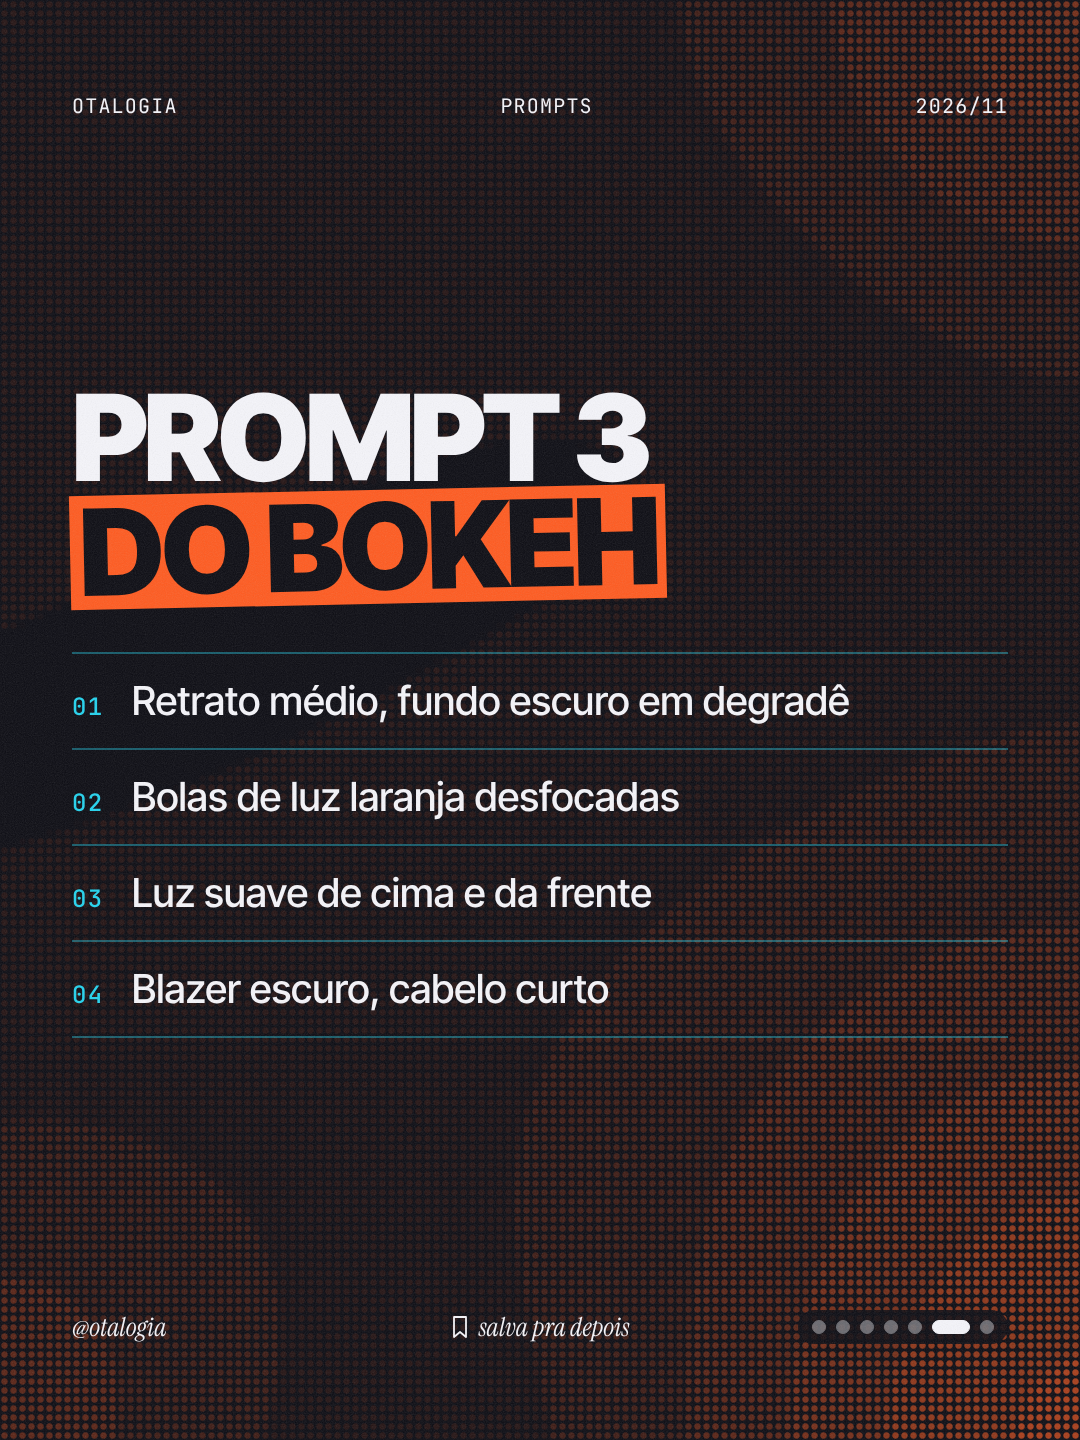 OTALOGIA
PROMPTS
2026/11
PROMPT 3
DO BOKEH
01 Retrato médio, fundo escuro em degradê
02 Bolas de luz laranja desfocadas
03 Luz suave de cima e da frente
04 Blazer escuro, cabelo curto
@otalogia
salva pra depois